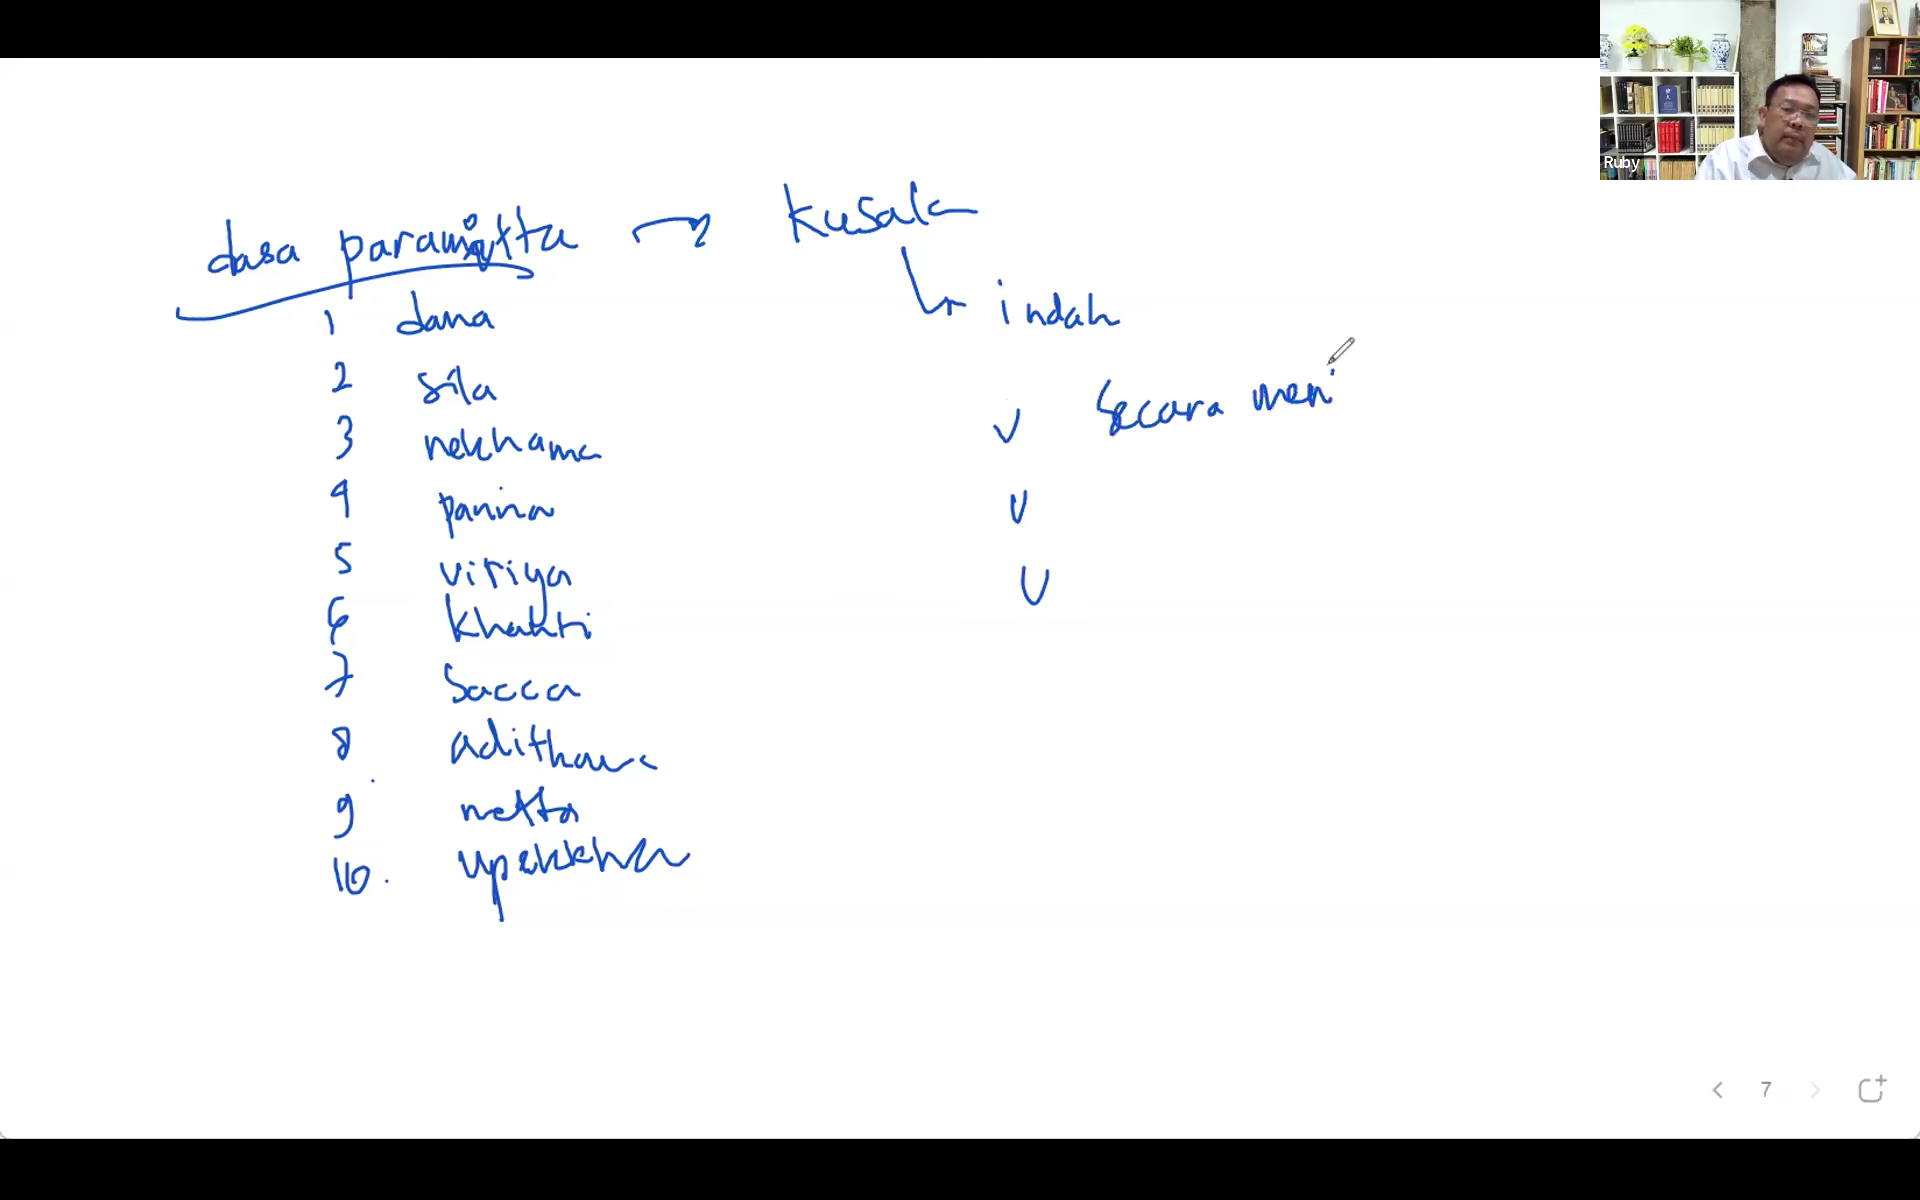 dasa paramitta → kusala
↳ indah
1 dana
2 sila
3 nekhama
4 panna
5 viriya
6 khanti
7 sacca
8 adithana
9 metta
10. upekkha
v secara men
v
v
Ruby
7